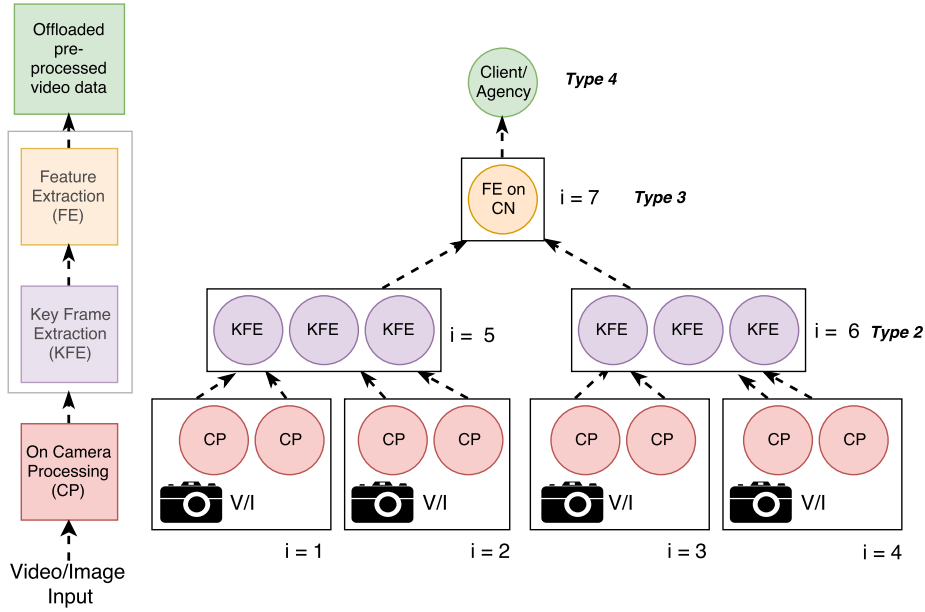 Offloaded
pre-
processed
video data
Feature
Extraction
(FE)
Key Frame
Extraction
(KFE)
On Camera
Processing
(CP)
Video/Image
Input
Client/
Agency
Type 4
FE on
CN
i = 7
Type 3
KFE
KFE
KFE
i = 5
KFE
KFE
KFE
i = 6
Type 2
CP
CP
V/I
i = 1
CP
CP
V/I
i = 2
CP
CP
V/I
i = 3
CP
CP
V/I
i = 4